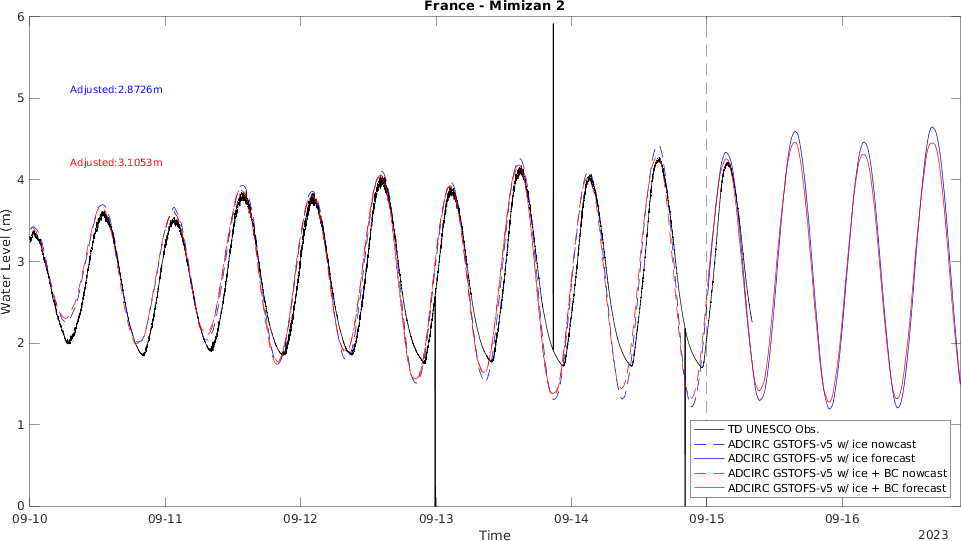 France - Mimizan 2
6
5
4
3
2
1
0
Water Level (m)
Adjusted:2.8726m
Adjusted:3.1053m
TD UNESCO Obs.
ADCIRC GSTOFS-v5 w/ ice nowcast
ADCIRC GSTOFS-v5 w/ ice forecast
ADCIRC GSTOFS-v5 w/ ice + BC nowcast
ADCIRC GSTOFS-v5 w/ ice + BC forecast
09-10 09-11 09-12 09-13 09-14 09-15 09-16
Time
2023